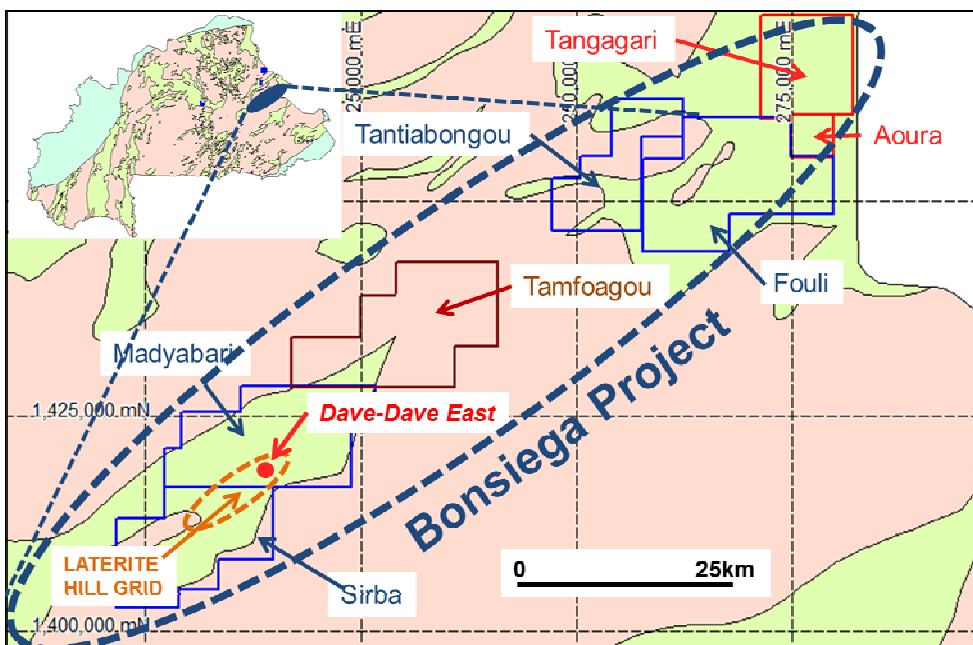 Tangagari
25,000 mE
250,000 m
275,000 mE
Tantiabongou
Aoura
Fouli
Tamfoagou
Madyabari
Bonsiega Project
1,425,000 mN
Dave-Dave East
LATERITE
HILL GRID
Sirba
0 25km
1,400,000 mN